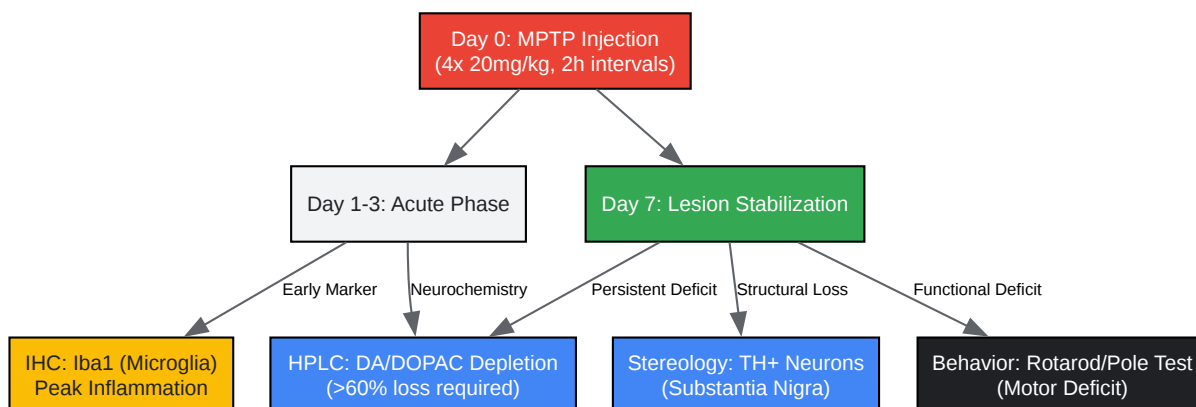 Day 0: MPTP Injection
(4x 20mg/kg, 2h intervals)
Day 1-3: Acute Phase
Day 7: Lesion Stabilization
Early Marker
Neurochemistry
Persistent Deficit
Structural Loss
Functional Deficit
IHC: Iba1 (Microglia)
Peak Inflammation
HPLC: DA/DOPAC Depletion
(>60% loss required)
Stereology: TH+ Neurons
(Substantia Nigra)
Behavior: Rotarod/Pole Test
(Motor Deficit)